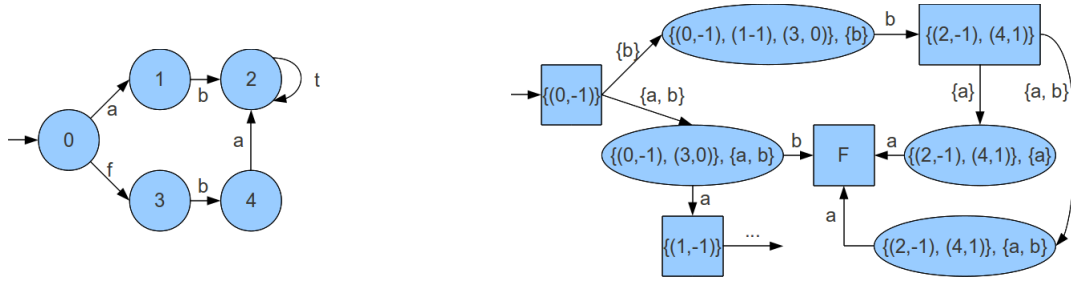 0
1
2
3
4
a
b
t
f
b
a
{(0,-1)}
{b}
{a, b}
{(0,-1), (1-1), (3, 0)}, {b}
b
{(2,-1), (4,1)}
{a}
{a, b}
{(0,-1), (3,0)}, {a, b}
b
F
a
{(2,-1), (4,1)}, {a}
a
{(1,-1)}
...
a
{(2,-1), (4,1)}, {a, b}